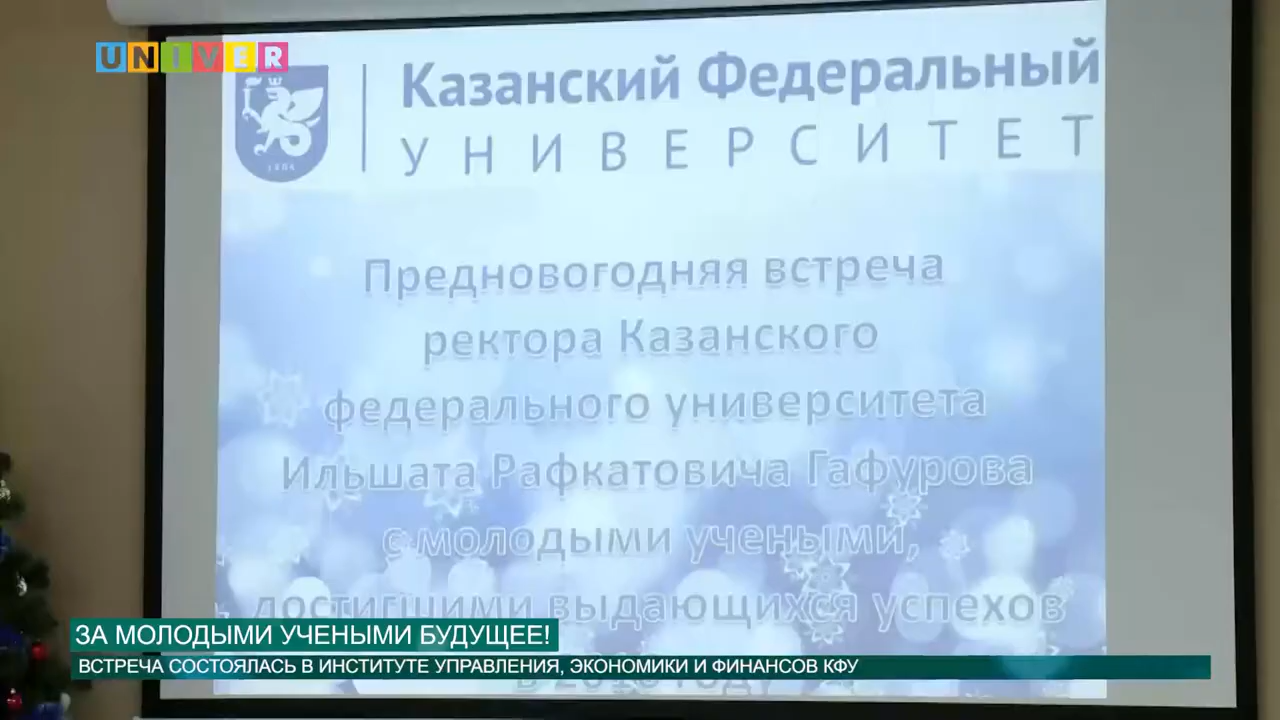 UNIVER
Казанский Федеральный
УНИВЕРСИТЕТ
Предновогодняя встреча
ректора Казанского
федерального университета
Ильшата Рафкатовича Гафурова
с молодыми учеными,
достигшими выдающихся успехов
ЗА МОЛОДЫМИ УЧЕНЫМИ БУДУЩЕЕ!
ВСТРЕЧА СОСТОЯЛАСЬ В ИНСТИТУТЕ УПРАВЛЕНИЯ, ЭКОНОМИКИ И ФИНАНСОВ КФУ